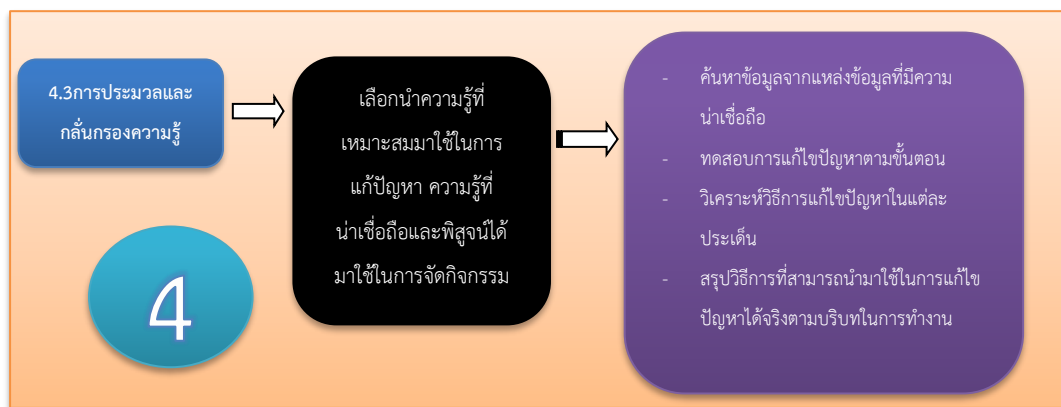 4.3การประมวลและ
กลั่นกรองความรู้
4
เลือกนำความรู้ที่
เหมาะสมมาใช้ในการ
แก้ปัญหา ความรู้ที่
น่าเชื่อถือและพิสูจน์ได้
มาใช้ในการจัดกิจกรรม
- ค้นหาข้อมูลจากแหล่งข้อมูลที่มีความ
น่าเชื่อถือ
- ทดสอบการแก้ไขปัญหาตามขั้นตอน
- วิเคราะห์วิธีการแก้ไขปัญหาในแต่ละ
ประเด็น
- สรุปวิธีการที่สามารถนำมาใช้ในการแก้ไข
ปัญหาได้จริงตามบริบทในการทำงาน